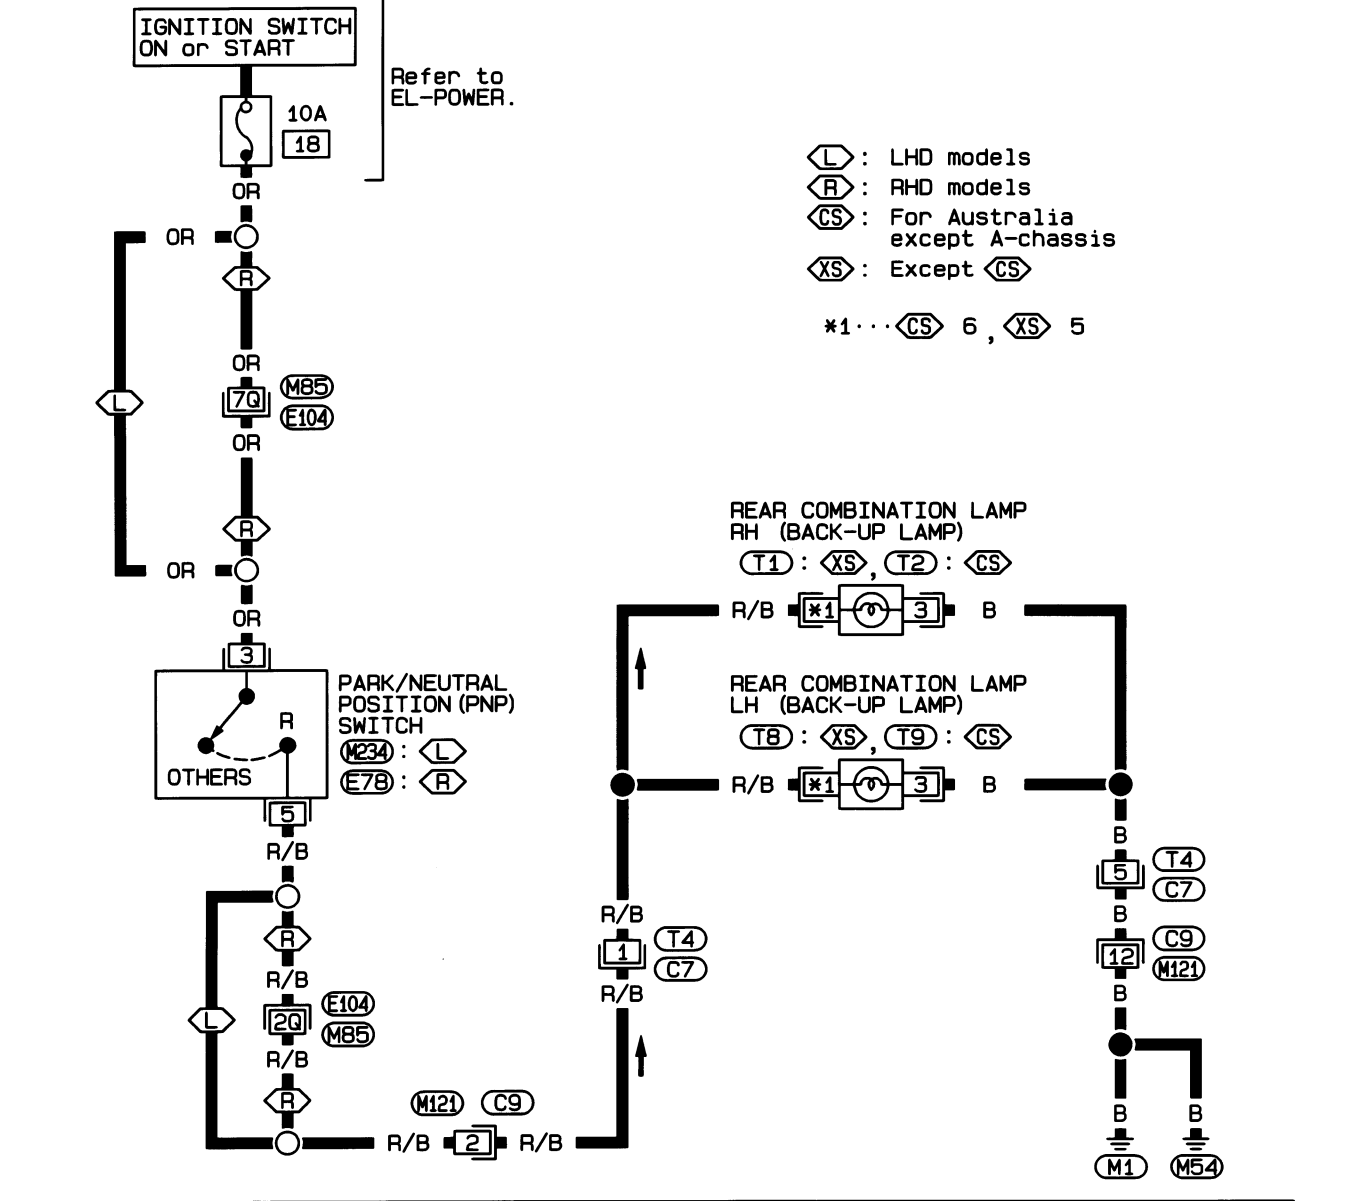 IGNITION SWITCH
ON or START
Refer to
EL-POWER.
10A
18
OR
OR
R
OR
7Q
M85
E104
OR
L
R
OR
OR
3
PARK/NEUTRAL
POSITION (PNP)
SWITCH
M234 : L
E78 : R
R
OTHERS
5
R/B
R
R/B
2Q
E104
M85
L
R/B
R
R/B
M121
C9
2
R/B
L : LHD models
R : RHD models
CS : For Australia
except A-chassis
XS : Except CS
*1··· CS 6 , XS 5
REAR COMBINATION LAMP
RH (BACK-UP LAMP)
T1 : XS , T2 : CS
R/B *1 3 B
REAR COMBINATION LAMP
LH (BACK-UP LAMP)
T8 : XS , T9 : CS
R/B *1 3 B
R/B
1
T4
C7
R/B
B
5
T4
C7
B
12
C9
M121
B
B
B
M1
M54